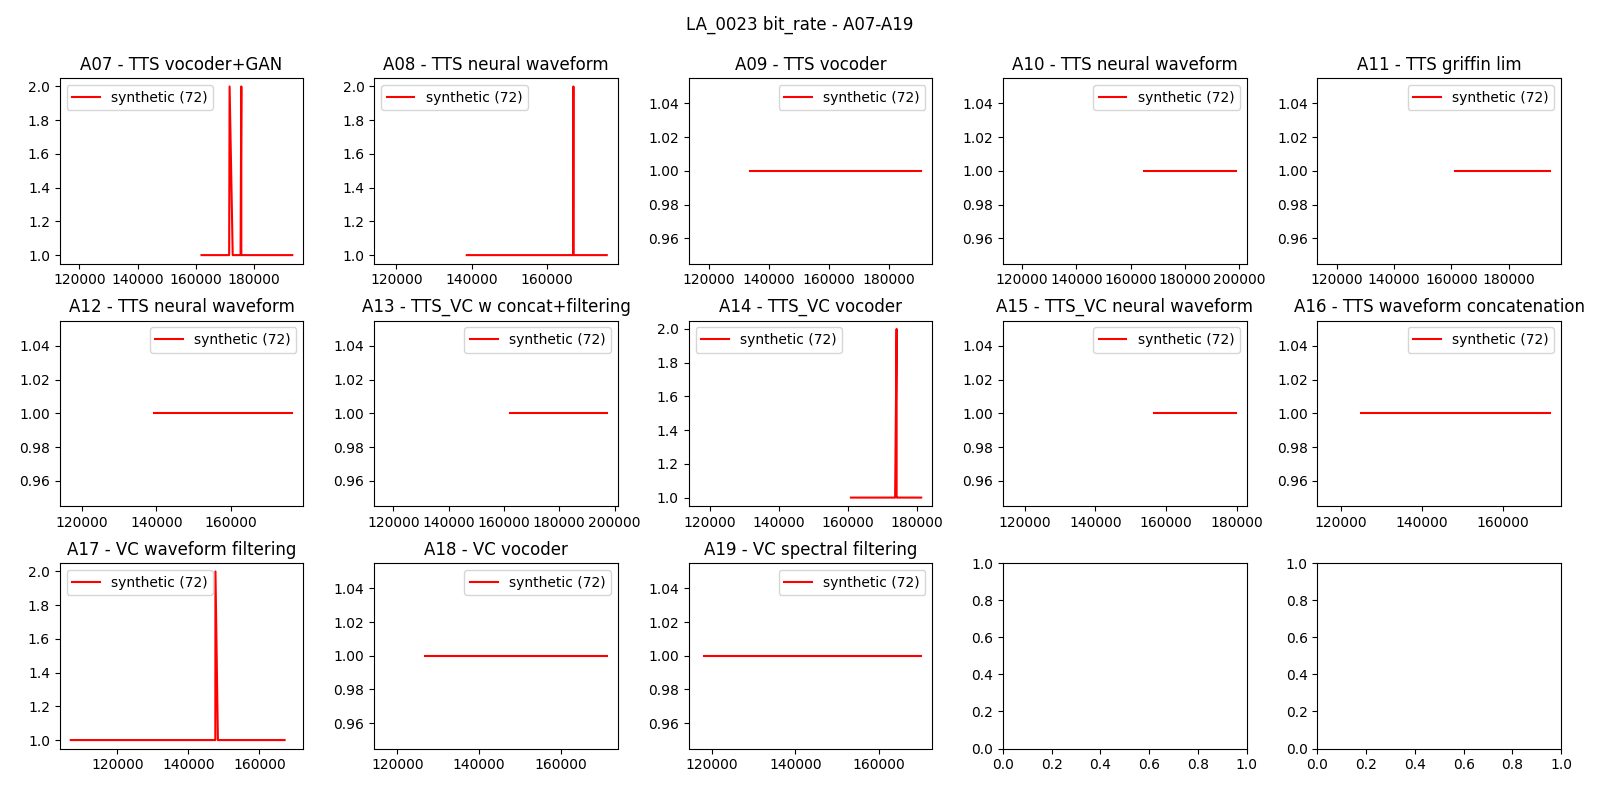 LA_0023 bit_rate - A07-A19
A07 - TTS vocoder+GAN
synthetic (72)
2.0
1.8
1.6
1.4
1.2
1.0
120000 140000 160000 180000
A08 - TTS neural waveform
synthetic (72)
2.0
1.8
1.6
1.4
1.2
1.0
120000 140000 160000
A09 - TTS vocoder
synthetic (72)
1.04
1.02
1.00
0.98
0.96
120000 140000 160000 180000
A10 - TTS neural waveform
synthetic (72)
1.04
1.02
1.00
0.98
0.96
120000 140000 160000 180000 200000
A11 - TTS griffin lim
synthetic (72)
1.04
1.02
1.00
0.98
0.96
120000 140000 160000 180000
A12 - TTS neural waveform
synthetic (72)
1.04
1.02
1.00
0.98
0.96
120000 140000 160000
A13 - TTS_VC w concat+filtering
synthetic (72)
1.04
1.02
1.00
0.98
0.96
120000 140000 160000 180000 200000
A14 - TTS_VC vocoder
synthetic (72)
2.0
1.8
1.6
1.4
1.2
1.0
120000 140000 160000 180000
A15 - TTS_VC neural waveform
synthetic (72)
1.04
1.02
1.00
0.98
0.96
120000 140000 160000 180000
A16 - TTS waveform concatenation
synthetic (72)
1.04
1.02
1.00
0.98
0.96
120000 140000 160000
A17 - VC waveform filtering
synthetic (72)
2.0
1.8
1.6
1.4
1.2
1.0
120000 140000 160000
A18 - VC vocoder
synthetic (72)
1.04
1.02
1.00
0.98
0.96
120000 140000 160000
A19 - VC spectral filtering
synthetic (72)
1.04
1.02
1.00
0.98
0.96
120000 140000 160000
1.0
0.8
0.6
0.4
0.2
0.0
0.0 0.2 0.4 0.6 0.8 1.0
1.0
0.8
0.6
0.4
0.2
0.0
0.0 0.2 0.4 0.6 0.8 1.0